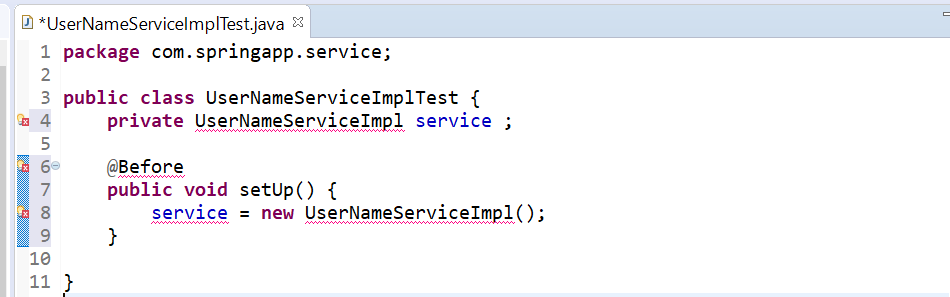 *UserNameServiceImplTest.java
1 package com.springapp.service;
2
3 public class UserNameServiceImplTest {
4 private UserNameServiceImpl service ;
5
6 @Before
7 public void setUp() {
8 service = new UserNameServiceImpl();
9 }
10
11 }